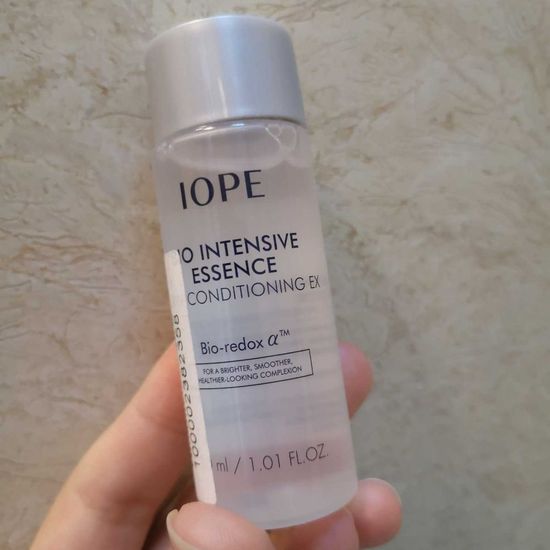 IOPE
IO INTENSIVE
ESSENCE
CONDITIONING EX
Bio-redox α™
FOR A BRIGHTER, SMOOTHER,
HEALTHIER-LOOKING COMPLEXION
ml / 1.01 FL.OZ.
1000002382358